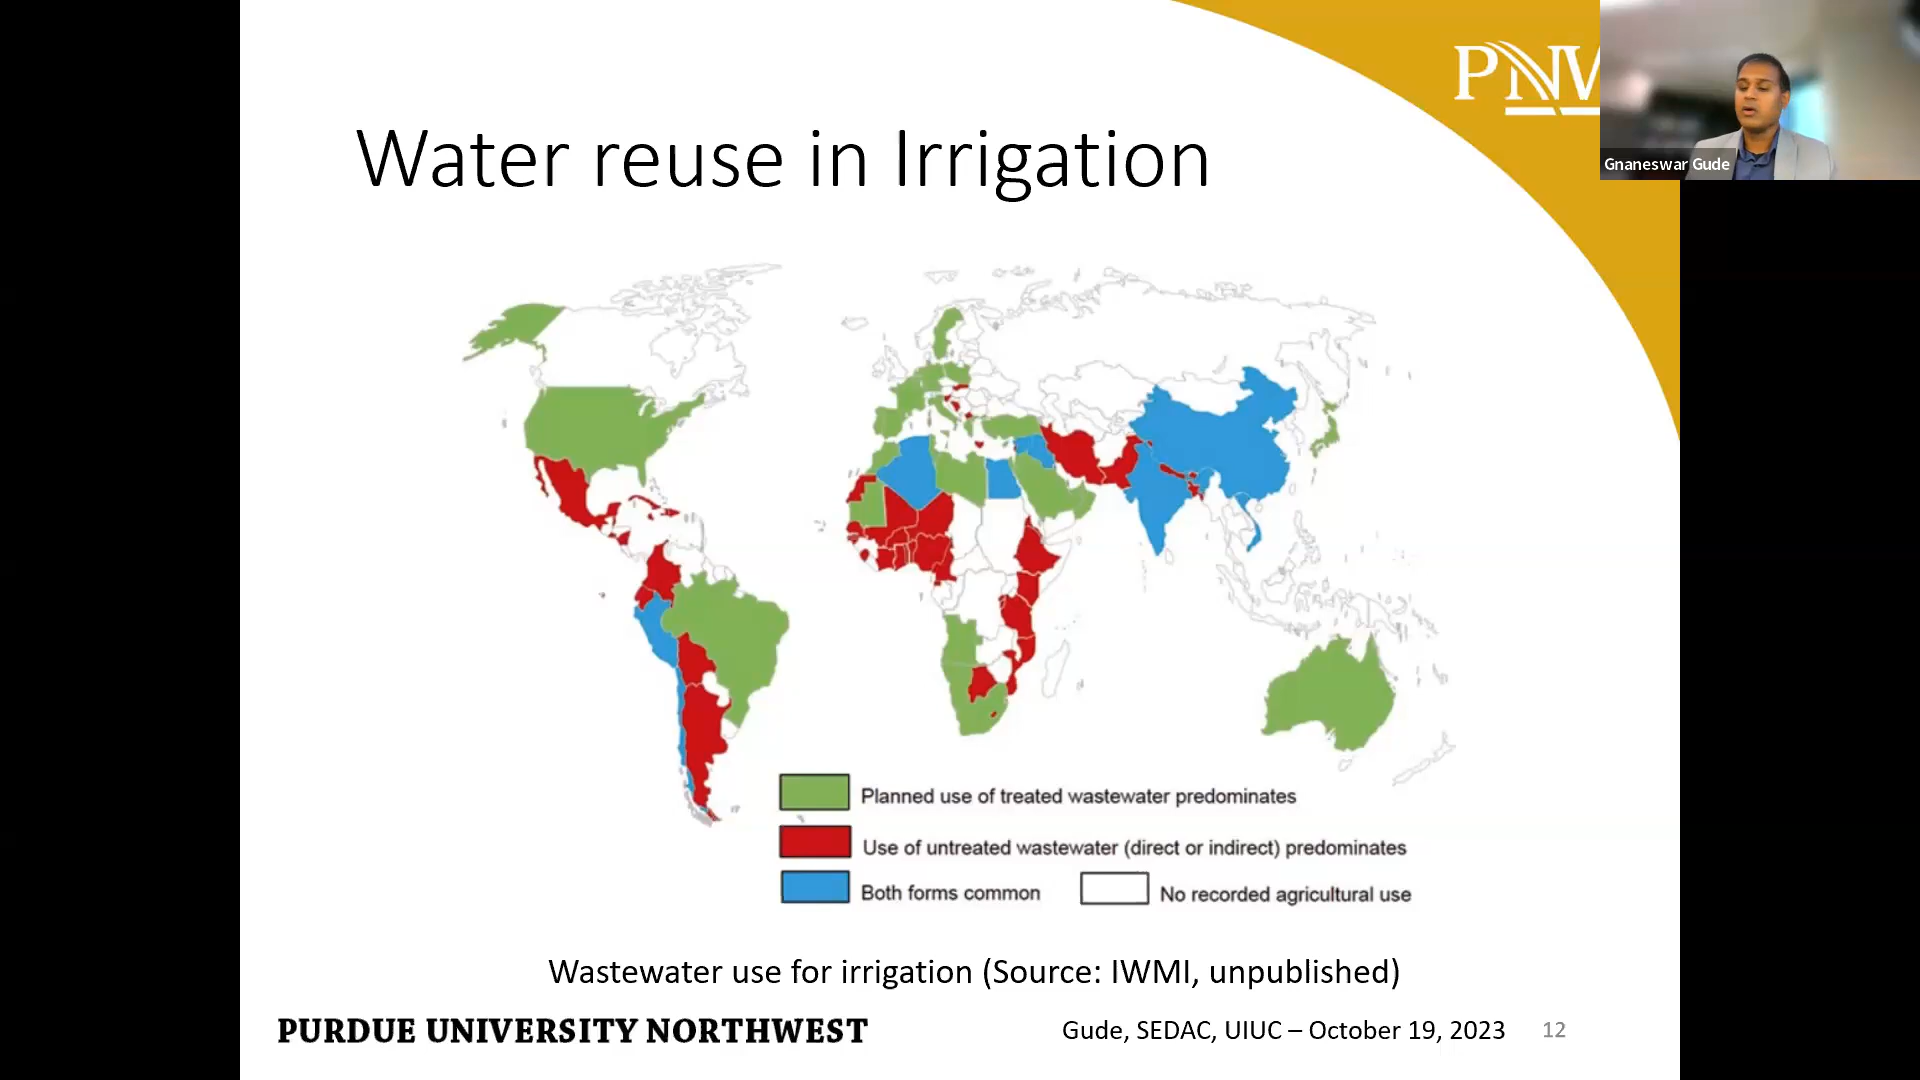 PNW
Gnaneswar Gude
Water reuse in Irrigation
Planned use of treated wastewater predominates
Use of untreated wastewater (direct or indirect) predominates
Both forms common
No recorded agricultural use
Wastewater use for irrigation (Source: IWMI, unpublished)
PURDUE UNIVERSITY NORTHWEST
Gude, SEDAC, UIUC – October 19, 2023
12